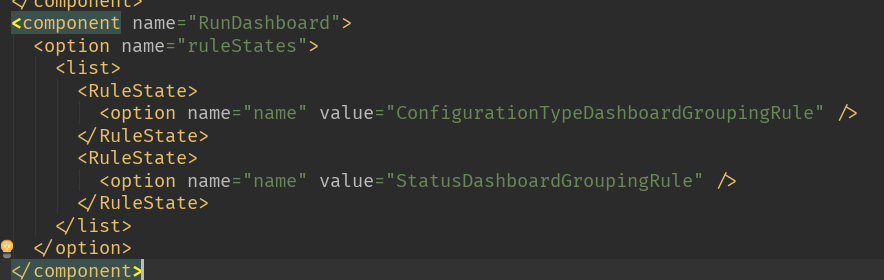 </component>
<component name="RunDashboard">
<option name="ruleStates">
<list>
<RuleState>
<option name="name" value="ConfigurationTypeDashboardGroupingRule" />
</RuleState>
<RuleState>
<option name="name" value="StatusDashboardGroupingRule" />
</RuleState>
</list>
</option>
</component>